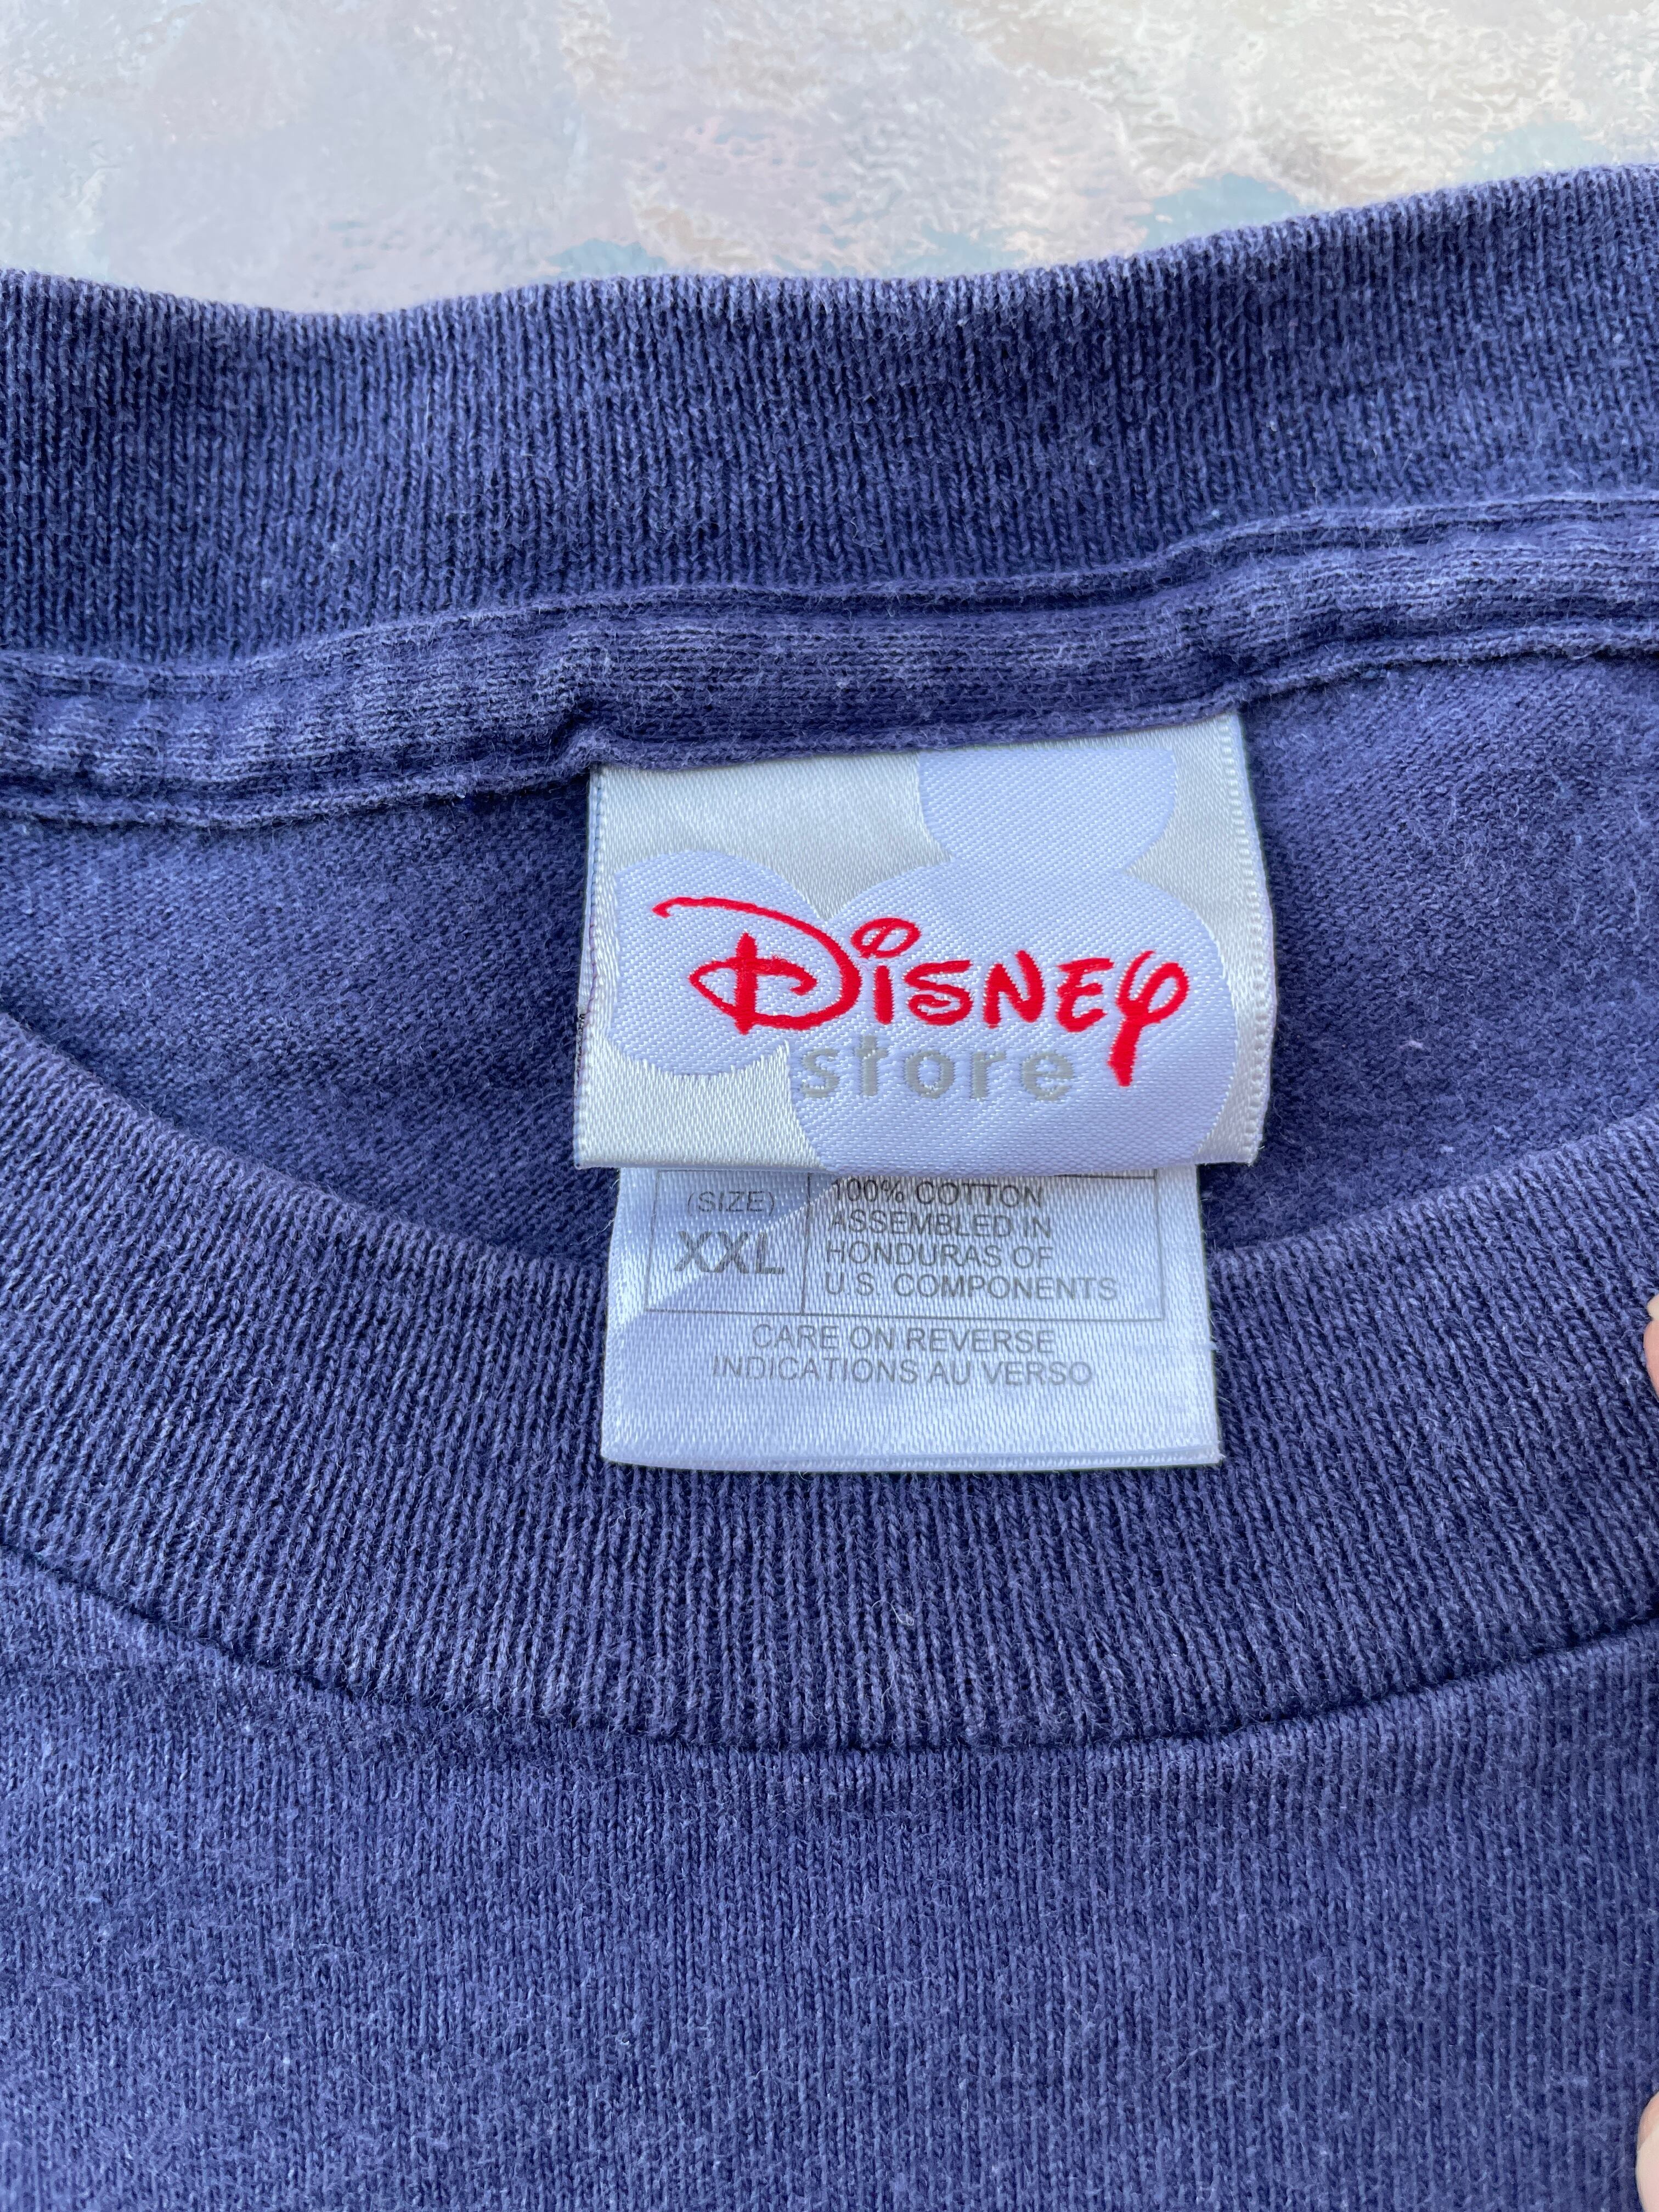 Disney
store
(SIZE)
XXL
100% COTTON
ASSEMBLED IN
HONDURAS OF
U.S. COMPONENTS
CARE ON REVERSE
INDICATIONS AU VERSO